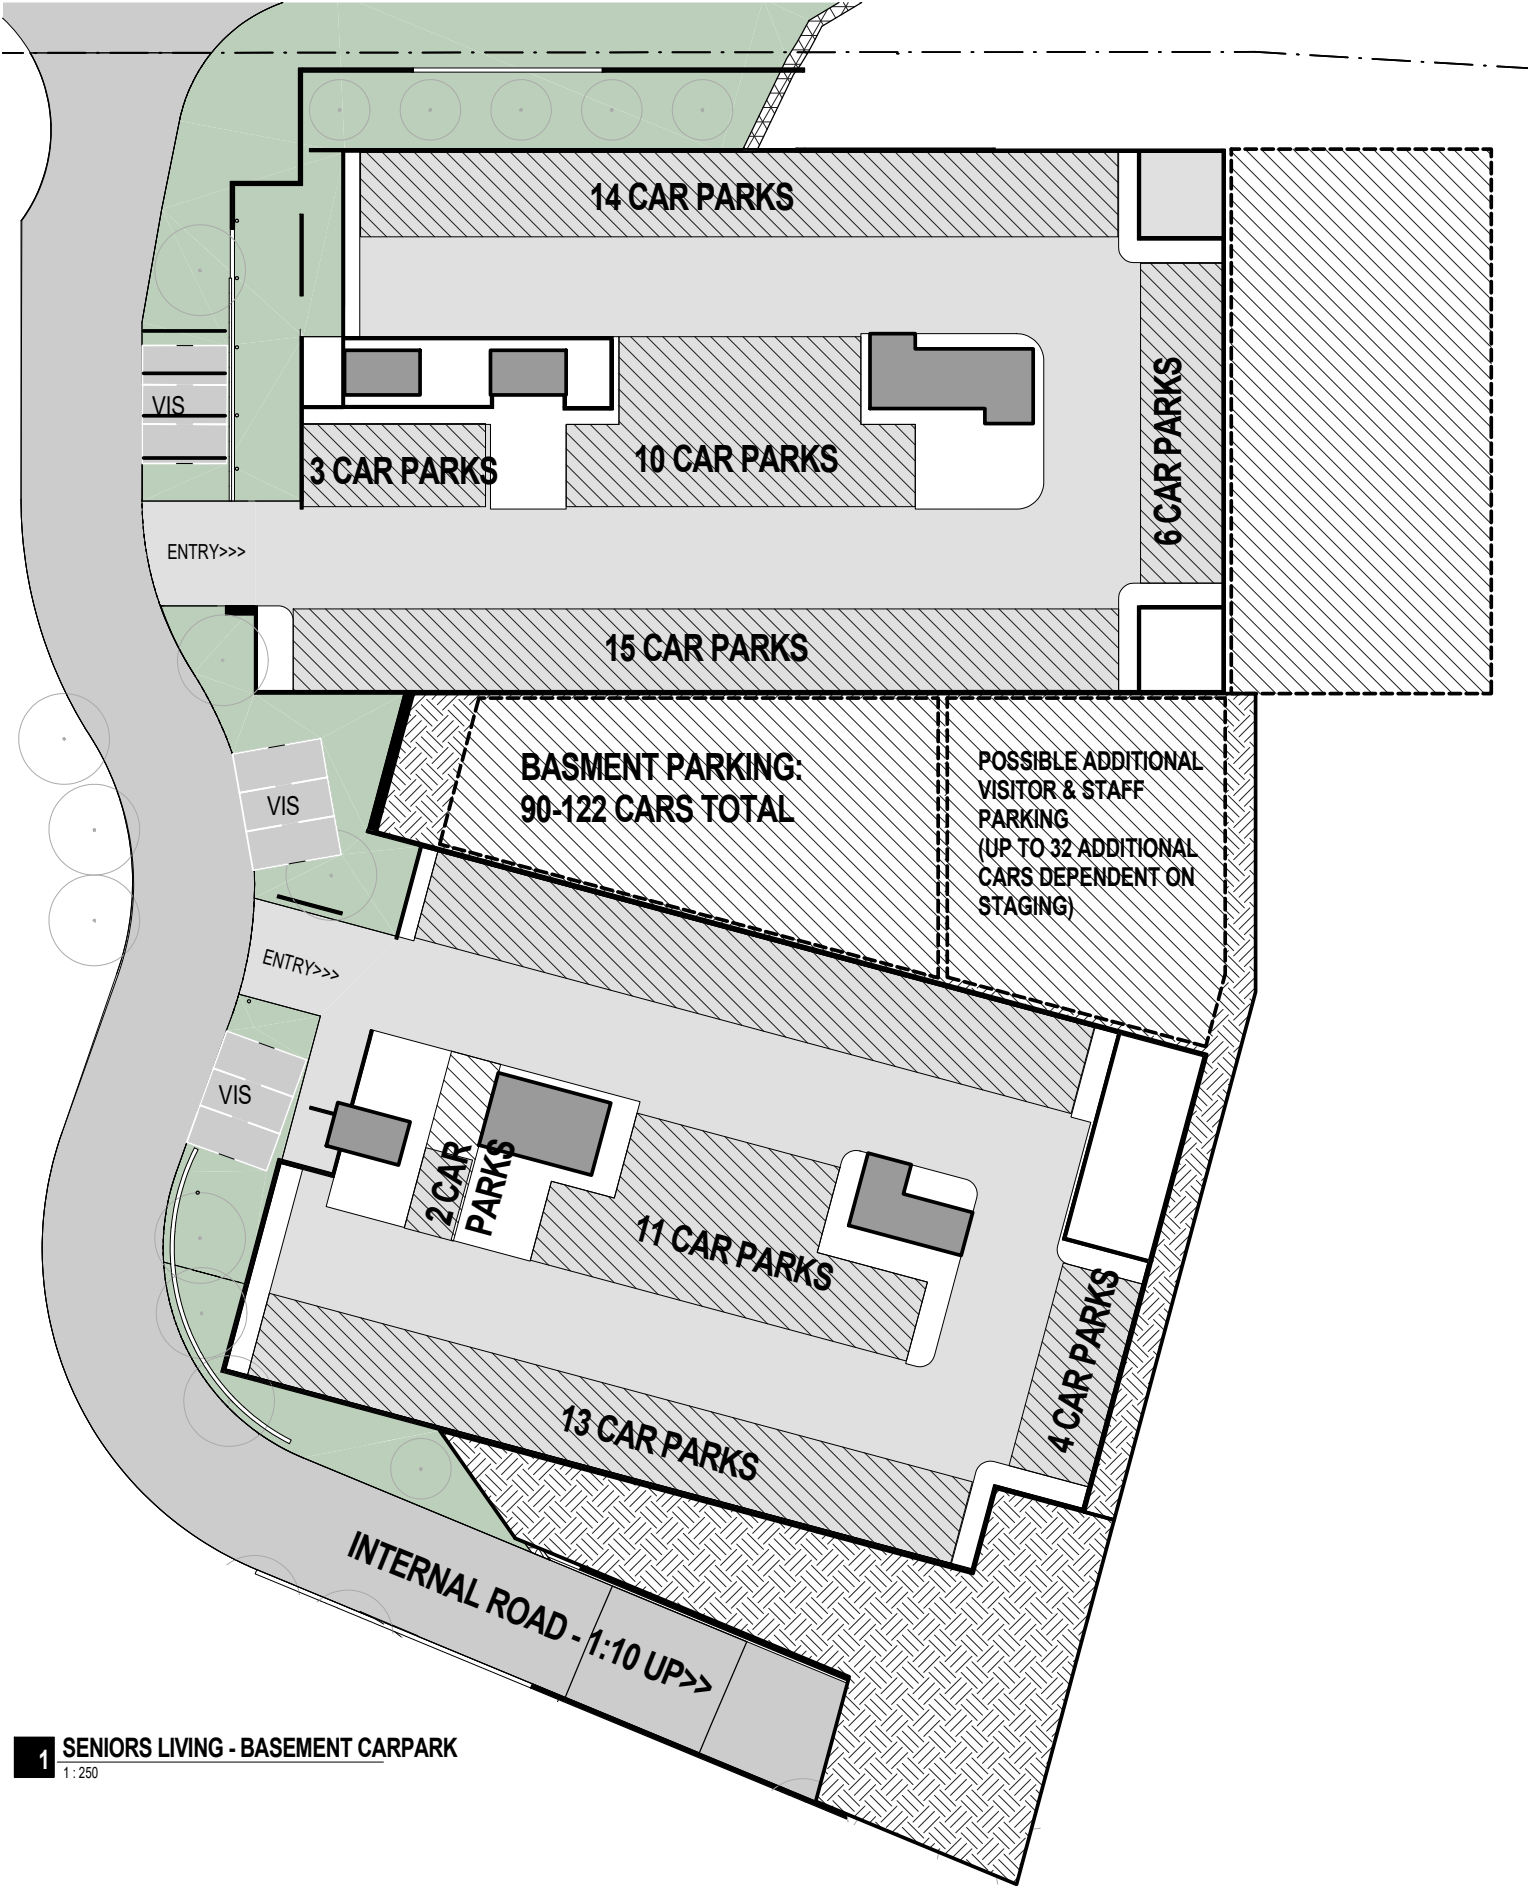 14 CAR PARKS
VIS
3 CAR PARKS
10 CAR PARKS
6 CAR PARKS
ENTRY>>>
15 CAR PARKS
BASMENT PARKING:
90-122 CARS TOTAL
POSSIBLE ADDITIONAL
VISITOR & STAFF
PARKING
(UP TO 32 ADDITIONAL
CARS DEPENDENT ON
STAGING)
VIS
ENTRY>>>
VIS
2 CAR
PARKS
11 CAR PARKS
4 CAR PARKS
13 CAR PARKS
INTERNAL ROAD - 1:10 UP>>
1 SENIORS LIVING - BASEMENT CARPARK
1 : 250